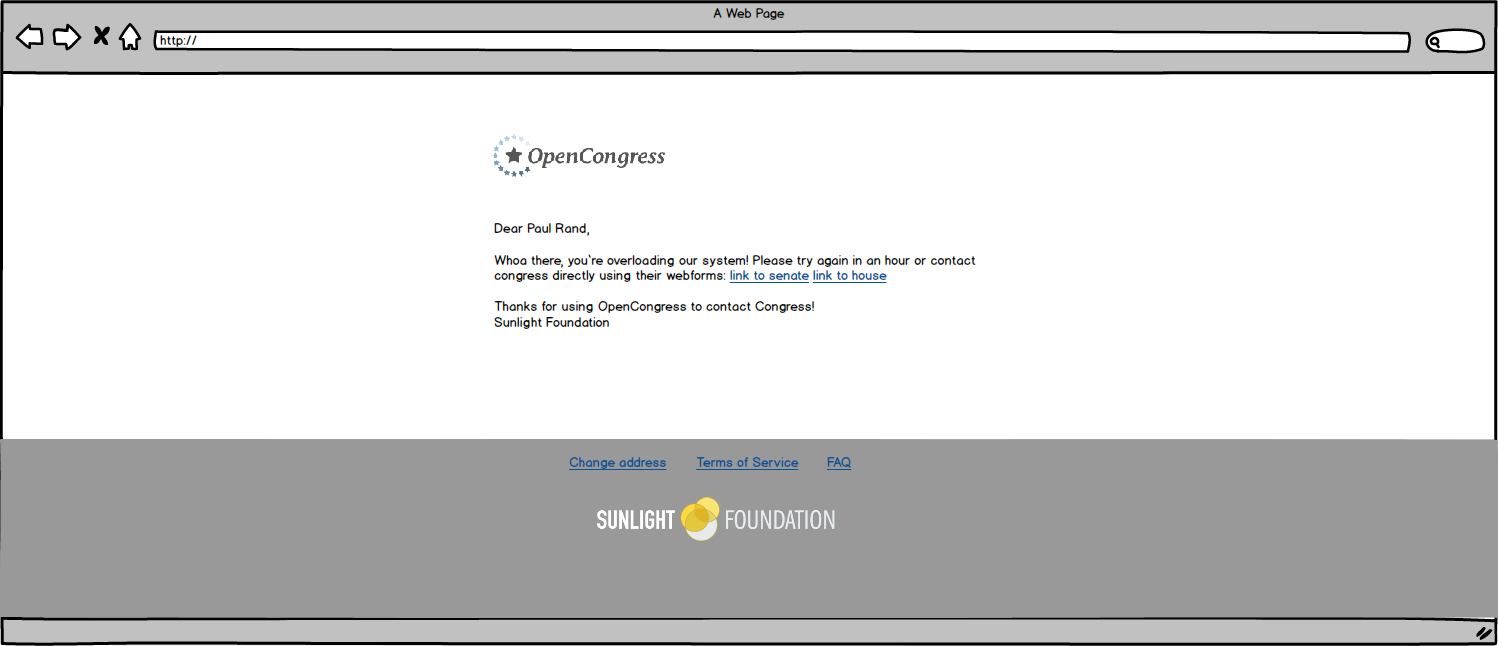 A Web Page
http://
OpenCongress
Dear Paul Rand,
Whoa there, you`re overloading our system! Please try again in an hour or contact
congress directly using their webforms: link to senate link to house
Thanks for using OpenCongress to contact Congress!
Sunlight Foundation
Change address Terms of Service FAQ
SUNLIGHT FOUNDATION